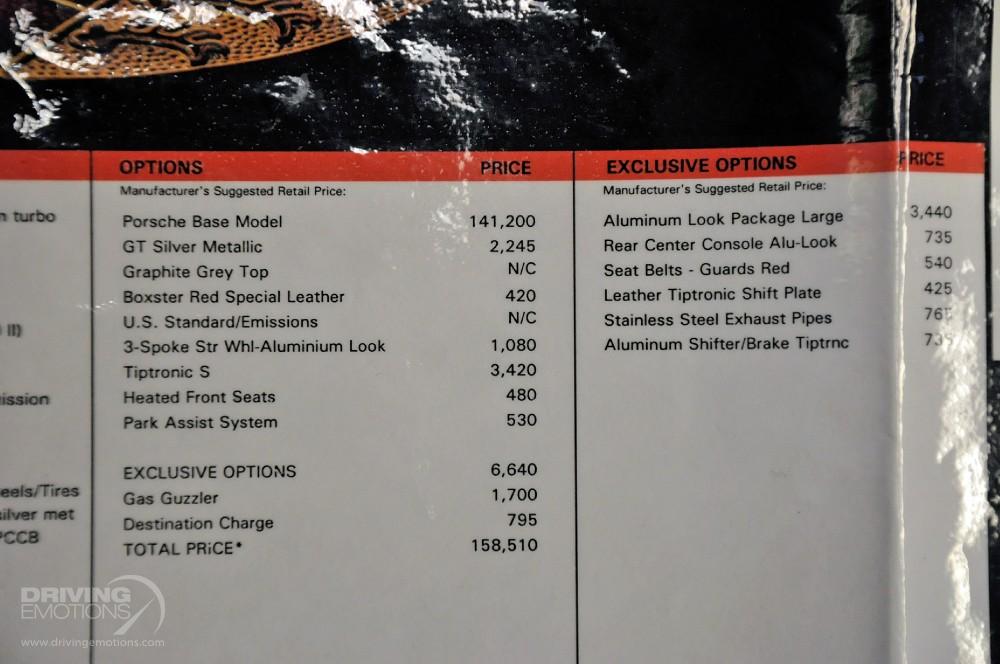 n turbo
II)
ission
eels/Tires
silver met
PCCB
OPTIONS PRICE
Manufacturer's Suggested Retail Price:
Porsche Base Model 141,200
GT Silver Metallic 2,245
Graphite Grey Top N/C
Boxster Red Special Leather 420
U.S. Standard/Emissions N/C
3-Spoke Str Whl-Aluminium Look 1,080
Tiptronic S 3,420
Heated Front Seats 480
Park Assist System 530
EXCLUSIVE OPTIONS 6,640
Gas Guzzler 1,700
Destination Charge 795
TOTAL PRiCE* 158,510
EXCLUSIVE OPTIONS PRICE
Manufacturer's Suggested Retail Price:
Aluminum Look Package Large 3,440
Rear Center Console Alu-Look 735
Seat Belts - Guards Red 540
Leather Tiptronic Shift Plate 425
Stainless Steel Exhaust Pipes 765
Aluminum Shifter/Brake Tiptrnc 735
DRIVING
EMOTIONS
www.drivingemotions.com